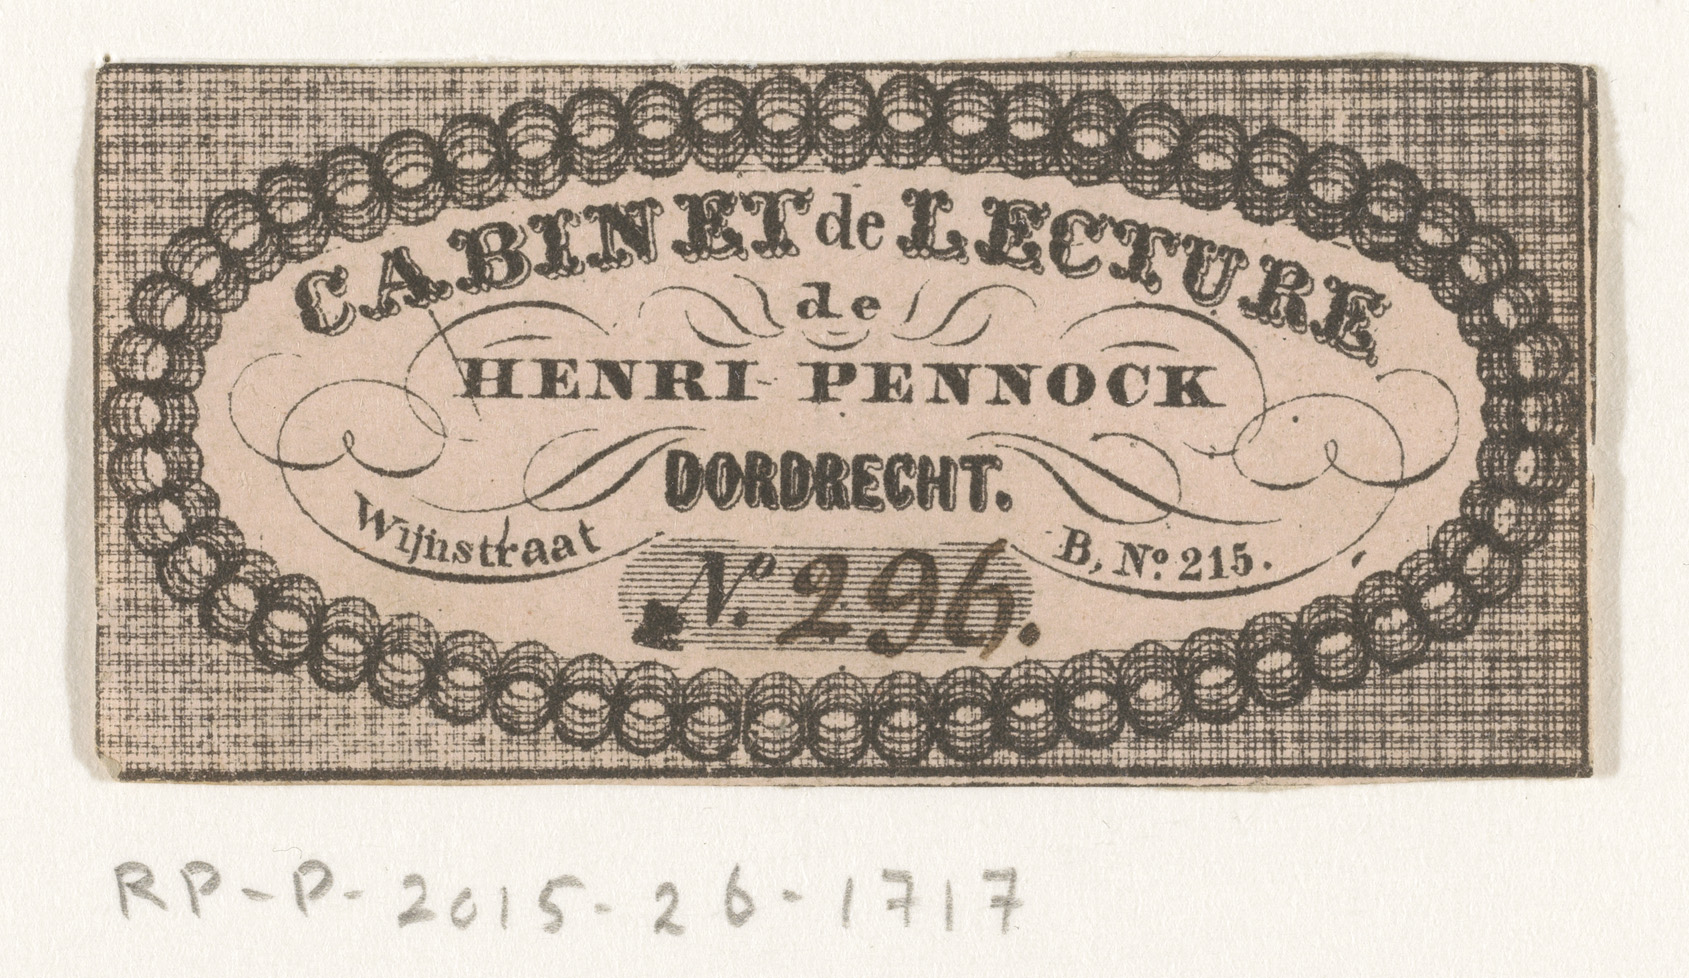 CABINET de LECTURE
de
HENRI PENNOCK
DORDRECHT.
Wijnstraat B, Nº. 215.
Nº. 296.
RP-P-2015-26-1717